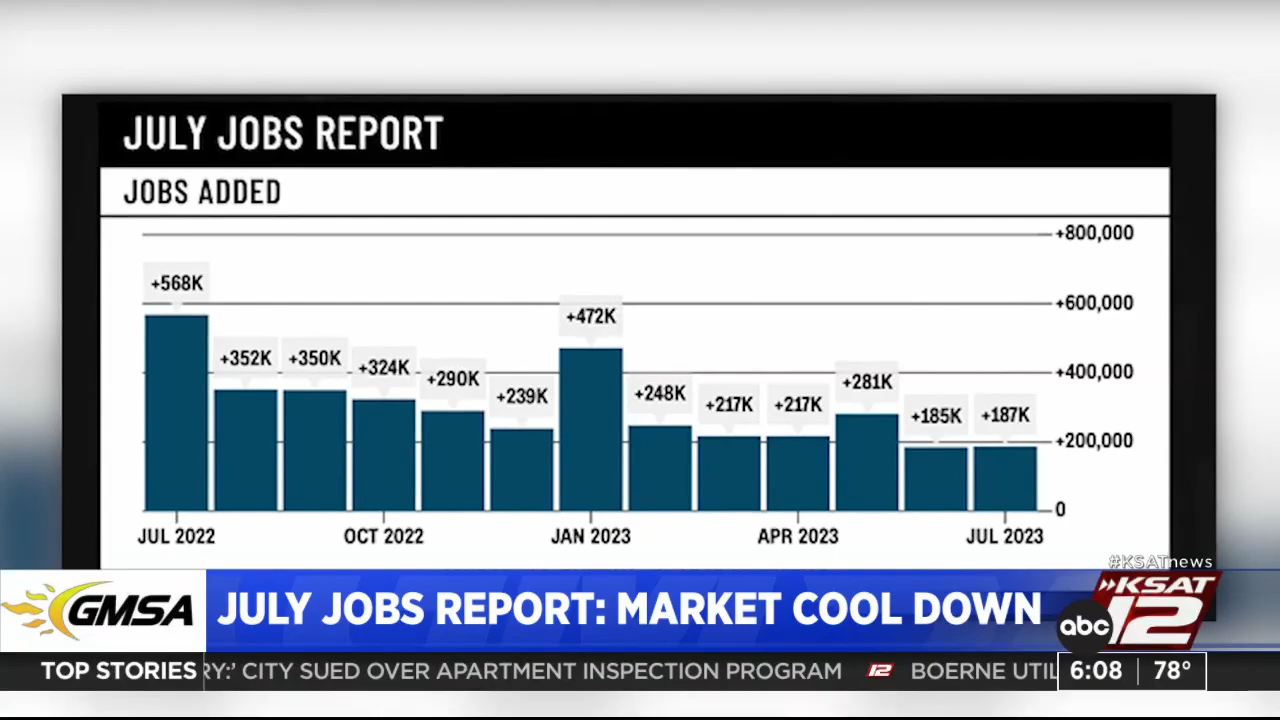 JULY JOBS REPORT
JOBS ADDED
+800,000
+568K
+600,000
+472K
+352K
+350K
+324K
+290K
+239K
+248K
+217K
+217K
+281K
+185K
+187K
+400,000
+200,000
0
JUL 2022
OCT 2022
JAN 2023
APR 2023
JUL 2023
#KSATnews
GMSA
JULY JOBS REPORT: MARKET COOL DOWN
KSAT
abc
12
TOP STORIES
RY:' CITY SUED OVER APARTMENT INSPECTION PROGRAM
12
BOERNE UTIL
6:08
78°